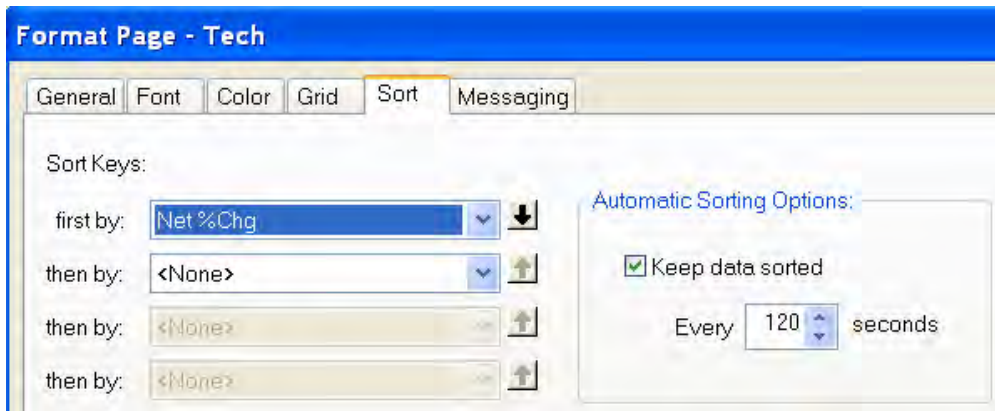 Format Page - Tech
General Font Color Grid Sort Messaging
Sort Keys:
first by: Net %Chg
then by: <None>
then by: <None>
then by: <None>
Automatic Sorting Options:
Keep data sorted
Every 120 seconds